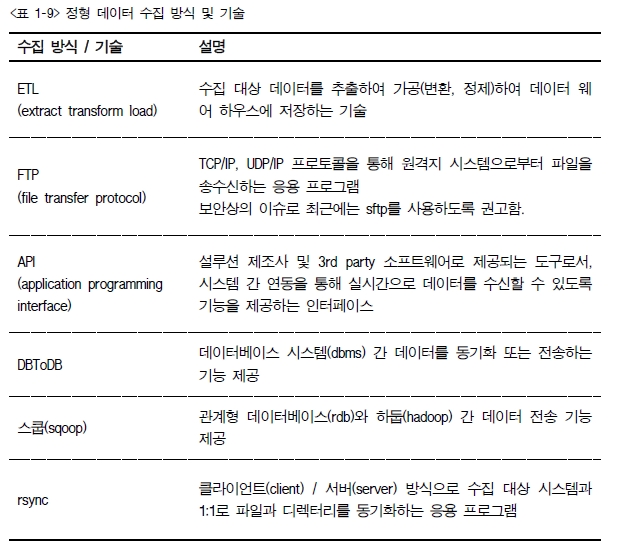 <표 1-9> 정형 데이터 수집 방식 및 기술
수집 방식 / 기술
설명
ETL
(extract transform load)
수집 대상 데이터를 추출하여 가공(변환, 정제)하여 데이터 웨
어 하우스에 저장하는 기술
FTP
(file transfer protocol)
TCP/IP, UDP/IP 프로토콜을 통해 원격지 시스템으로부터 파일을
송수신하는 응용 프로그램
보안상의 이슈로 최근에는 sftp를 사용하도록 권고함.
API
(application programming
interface)
설루션 제조사 및 3rd party 소프트웨어로 제공되는 도구로서,
시스템 간 연동을 통해 실시간으로 데이터를 수신할 수 있도록
기능을 제공하는 인터페이스
DBToDB
데이터베이스 시스템(dbms) 간 데이터를 동기화 또는 전송하는
기능 제공
스쿱(sqoop)
관계형 데이터베이스(rdb)와 하둡(hadoop) 간 데이터 전송 기능
제공
rsync
클라이언트(client) / 서버(server) 방식으로 수집 대상 시스템과
1:1로 파일과 디렉터리를 동기화하는 응용 프로그램